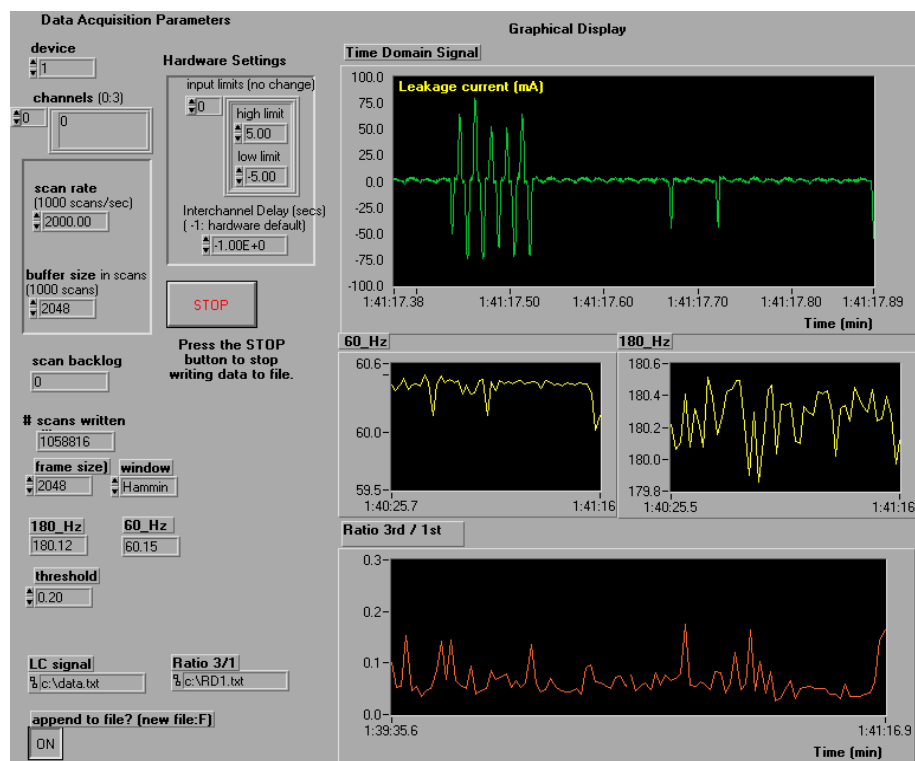 Data Acquisition Parameters
device
1
channels (0:3)
0
0
scan rate
(1000 scans/sec)
2000.00
buffer size in scans
(1000 scans)
2048
scan backlog
0
# scans written
1058816
frame size)
2048
window
Hammin
180_Hz
180.12
60_Hz
60.15
threshold
0.20
LC signal
c:\data.txt
Ratio 3/1
c:\RD1.txt
append to file? (new file:F)
ON
Hardware Settings
input limits (no change)
0
high limit
5.00
low limit
-5.00
Interchannel Delay (secs)
( -1: hardware default)
-1.00E+0
STOP
Press the STOP
button to stop
writing data to file.
Graphical Display
Time Domain Signal
Leakage current (mA)
100.0
75.0
50.0
25.0
0.0
-25.0
-50.0
75.0
-100.0
1:41:17.38
1:41:17.50
1:41:17.60
1:41:17.70
1:41:17.80
1:41:17.89
Time (min)
60_Hz
60.6
60.0
59.5
1:40:25.7
1:41:16
180_Hz
180.6
180.4
180.2
180.0
179.8
1:40:25.5
1:41:16
Ratio 3rd / 1st
0.3
0.2
0.1
0.0
1:39:35.6
1:41:16.9
Time (min)